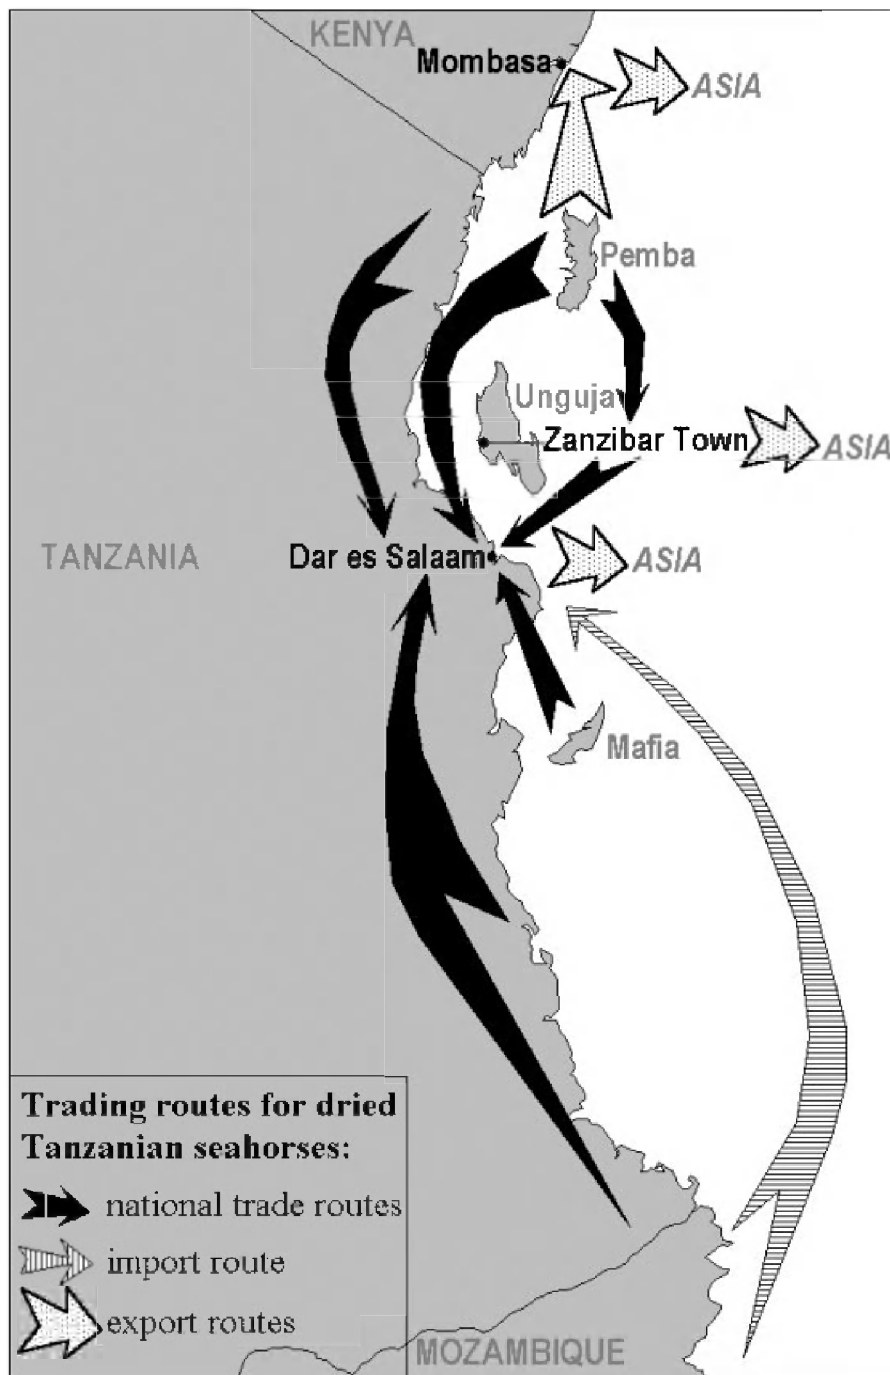 KENYA
Mombasa
ASIA
Pemba
Unguja
Zanzibar Town
ASIA
TANZANIA
Dar es Salaam
ASIA
Mafia
Trading routes for dried
Tanzanian seahorses:
national trade routes
import route
export routes
MOZAMBIQUE